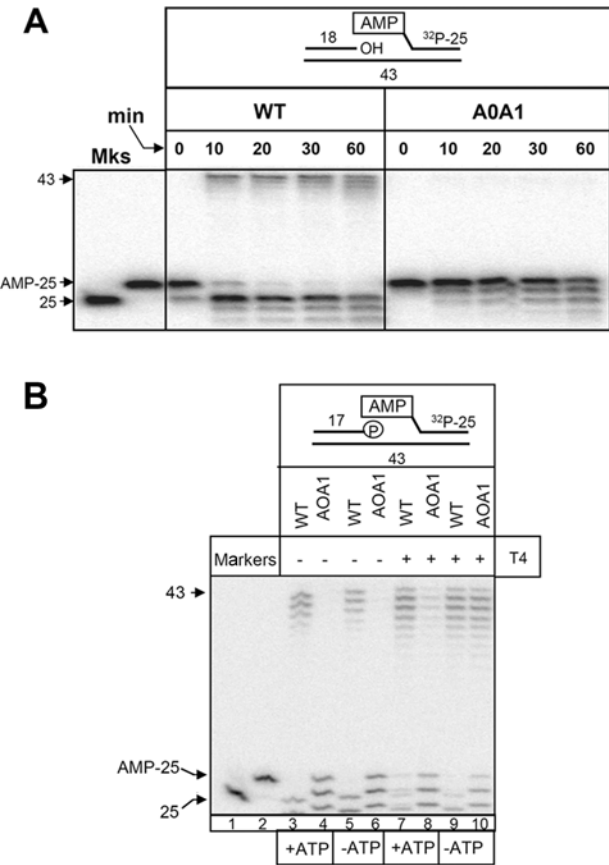 A
AMP
18 OH ³²P-25
43
min WT A0A1
Mks 0 10 20 30 60 0 10 20 30 60
43
AMP-25
25
B
AMP
17 P ³²P-25
43
WT AOA1 WT AOA1 WT AOA1 WT AOA1
Markers - - - - + + + + T4
43
AMP-25
25
1 2 3 4 5 6 7 8 9 10
+ATP -ATP +ATP -ATP